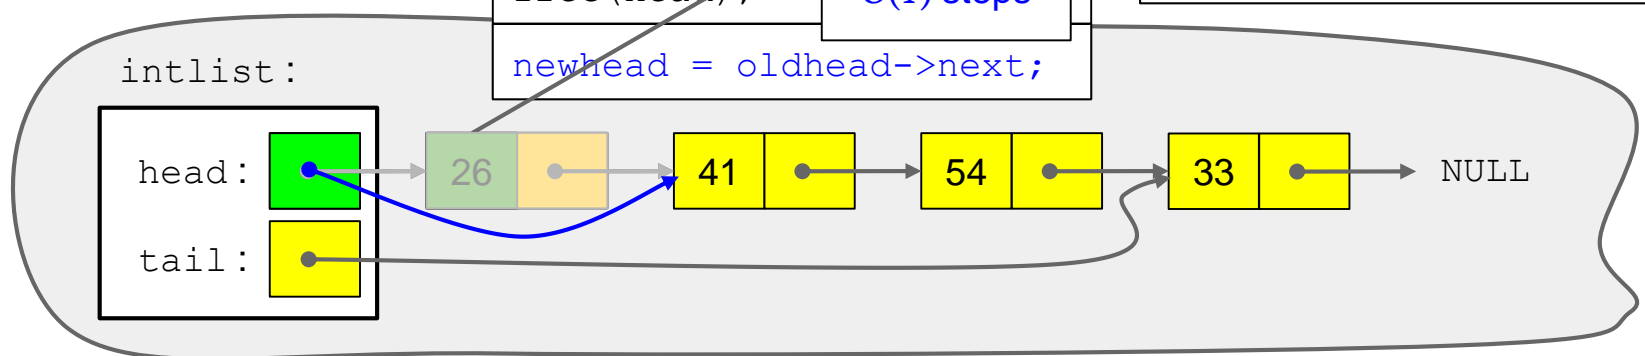 newhead = oldhead->next;
intlist:
head: 26 41 54 33 NULL
tail: